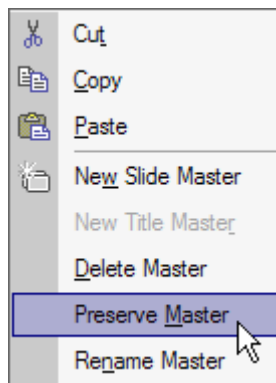 Cut
Copy
Paste
New Slide Master
New Title Master
Delete Master
Preserve Master
Rename Master